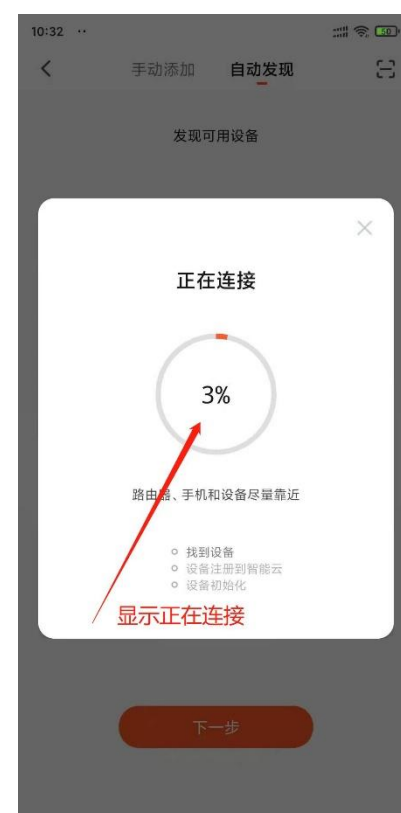 10:32 ··
50
手动添加 自动发现
发现可用设备
正在连接
3%
路由器、手机和设备尽量靠近
找到设备
设备注册到智能云
设备初始化
显示正在连接
下一步